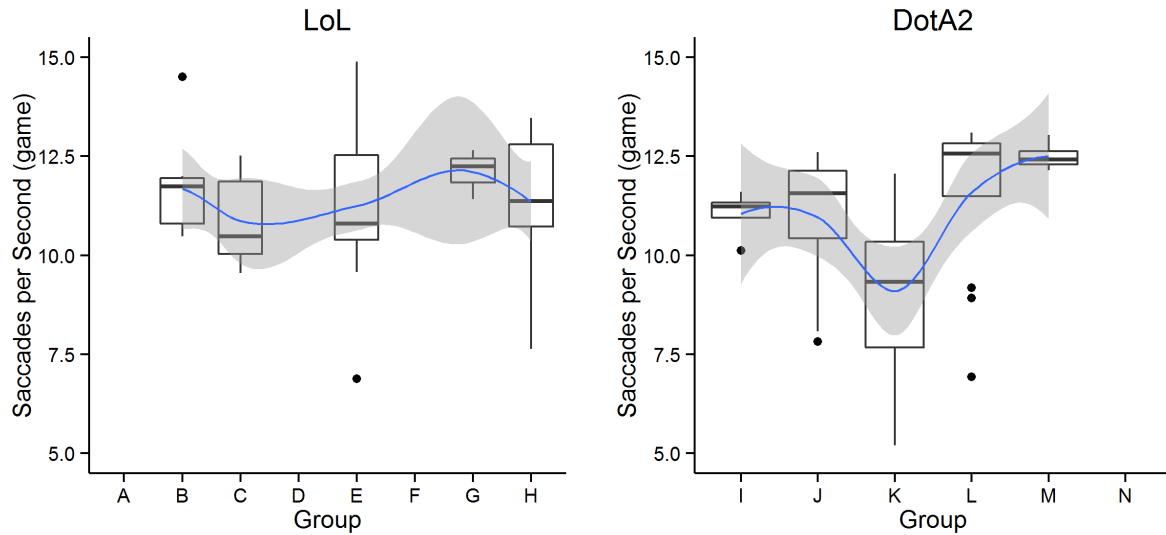 LoL
Saccades per Second (game)
15.0
12.5
10.0
7.5
5.0
A B C D E F G H
Group
DotA2
Saccades per Second (game)
15.0
12.5
10.0
7.5
5.0
I J K L M N
Group